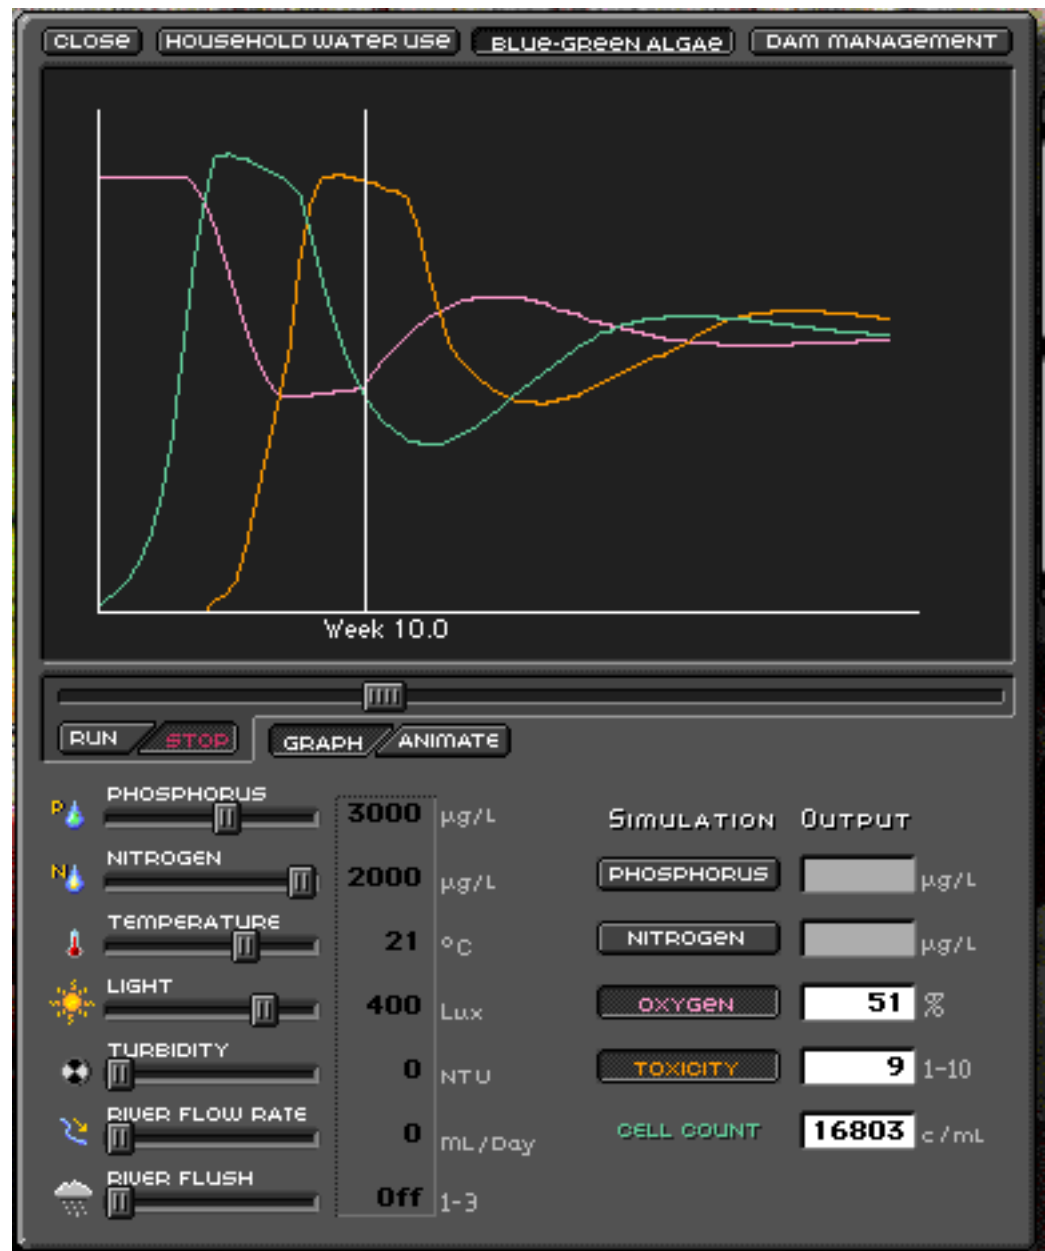 CLOSE HOUSEHOLD WATER USE BLUE-GREEN ALGAE DAM MANAGEMENT
Week 10.0
RUN STOP GRAPH ANIMATE
PHOSPHORUS 3000 µg/L
NITROGEN 2000 µg/L
TEMPERATURE 21 °C
LIGHT 400 Lux
TURBIDITY 0 NTU
RIVER FLOW RATE 0 mL/Day
RIVER FLUSH Off 1-3
P
N
S
S
SIMULATION OUTPUT
PHOSPHORUS µg/L
NITROGEN µg/L
OXYGEN 51 %
TOXICITY 9 1-10
CELL COUNT 16803 c/mL